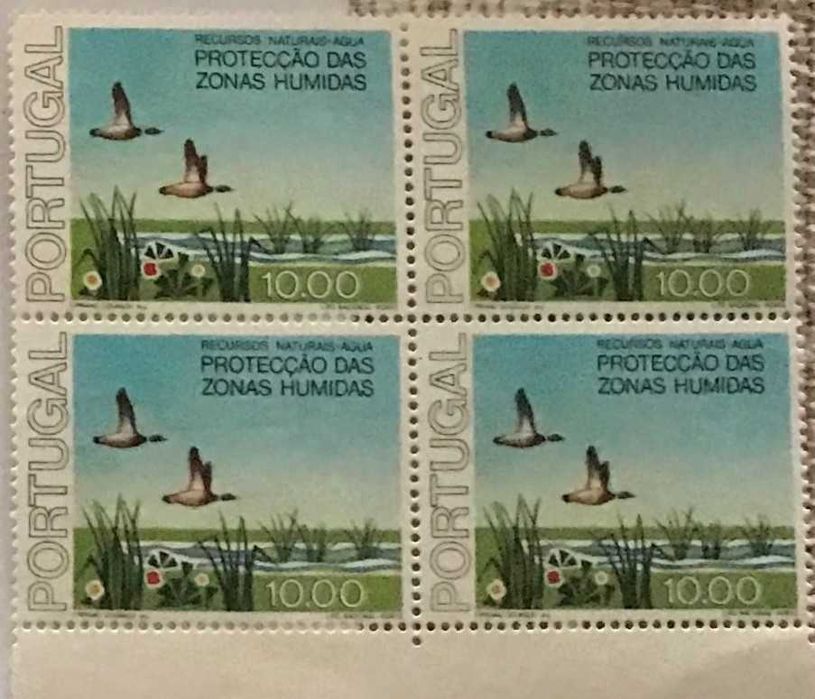 PORTUGAL
RECURSOS NATURAIS-AGUA
PROTECÇÃO DAS
ZONAS HUMIDAS
10.00
PORTUGAL
RECURSOS NATURAIS-AGUA
PROTECÇÃO DAS
ZONAS HUMIDAS
10.00
PORTUGAL
RECURSOS NATURAIS-AGUA
PROTECÇÃO DAS
ZONAS HUMIDAS
10.00
PORTUGAL
RECURSOS NATURAIS-AGUA
PROTECÇÃO DAS
ZONAS HUMIDAS
10.00